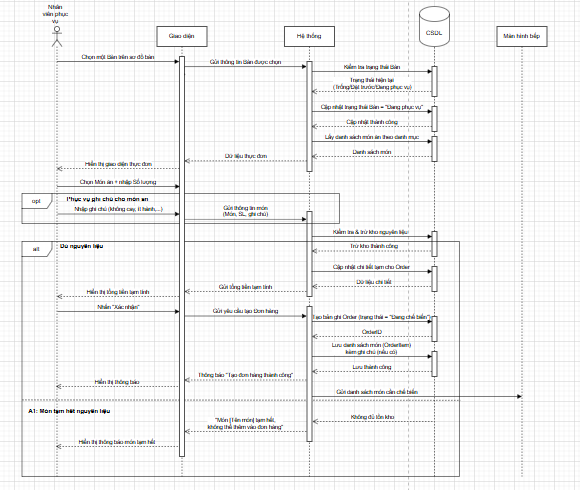 Nhân
viên phục
vụ
Giao diện
Hệ thống
CSDL
Màn hình bếp
Chọn một Bàn trên sơ đồ bàn
Gửi thông tin Bàn được chọn
Kiểm tra trạng thái Bàn
Trạng thái hiện tại
(Trống/Đặt trước/Đang phục vụ)
Cập nhật trạng thái Bàn = "Đang phục vụ"
Cập nhật thành công
Lấy danh sách món ăn theo danh mục
Danh sách món
Dữ liệu thực đơn
Hiển thị giao diện thực đơn
Chọn Món ăn + nhập Số lượng
opt
Phục vụ ghi chú cho món ăn
Nhập ghi chú (không cay, ít hành,...)
Gửi thông tin món
(Món, SL, ghi chú)
Kiểm tra & trừ kho nguyên liệu
alt
Đủ nguyên liệu
Trừ kho thành công
Cập nhật chi tiết tạm cho Order
Dữ liệu chi tiết
Gửi tổng tiền tạm tính
Hiển thị tổng tiền tạm tính
Nhấn "Xác nhận"
Gửi yêu cầu tạo Đơn hàng
Tạo bản ghi Order (trạng thái = "Đang chế biến")
OrderID
Lưu danh sách món (OrderItem)
kèm ghi chú (nếu có)
Lưu thành công
Thông báo "Tạo đơn hàng thành công"
Hiển thị thông báo
Gửi danh sách món cần chế biến
A1: Món tạm hết nguyên liệu
Không đủ tồn kho
"Món [tên món] tạm hết,
không thể thêm vào đơn hàng"
Hiển thị thông báo món tạm hết